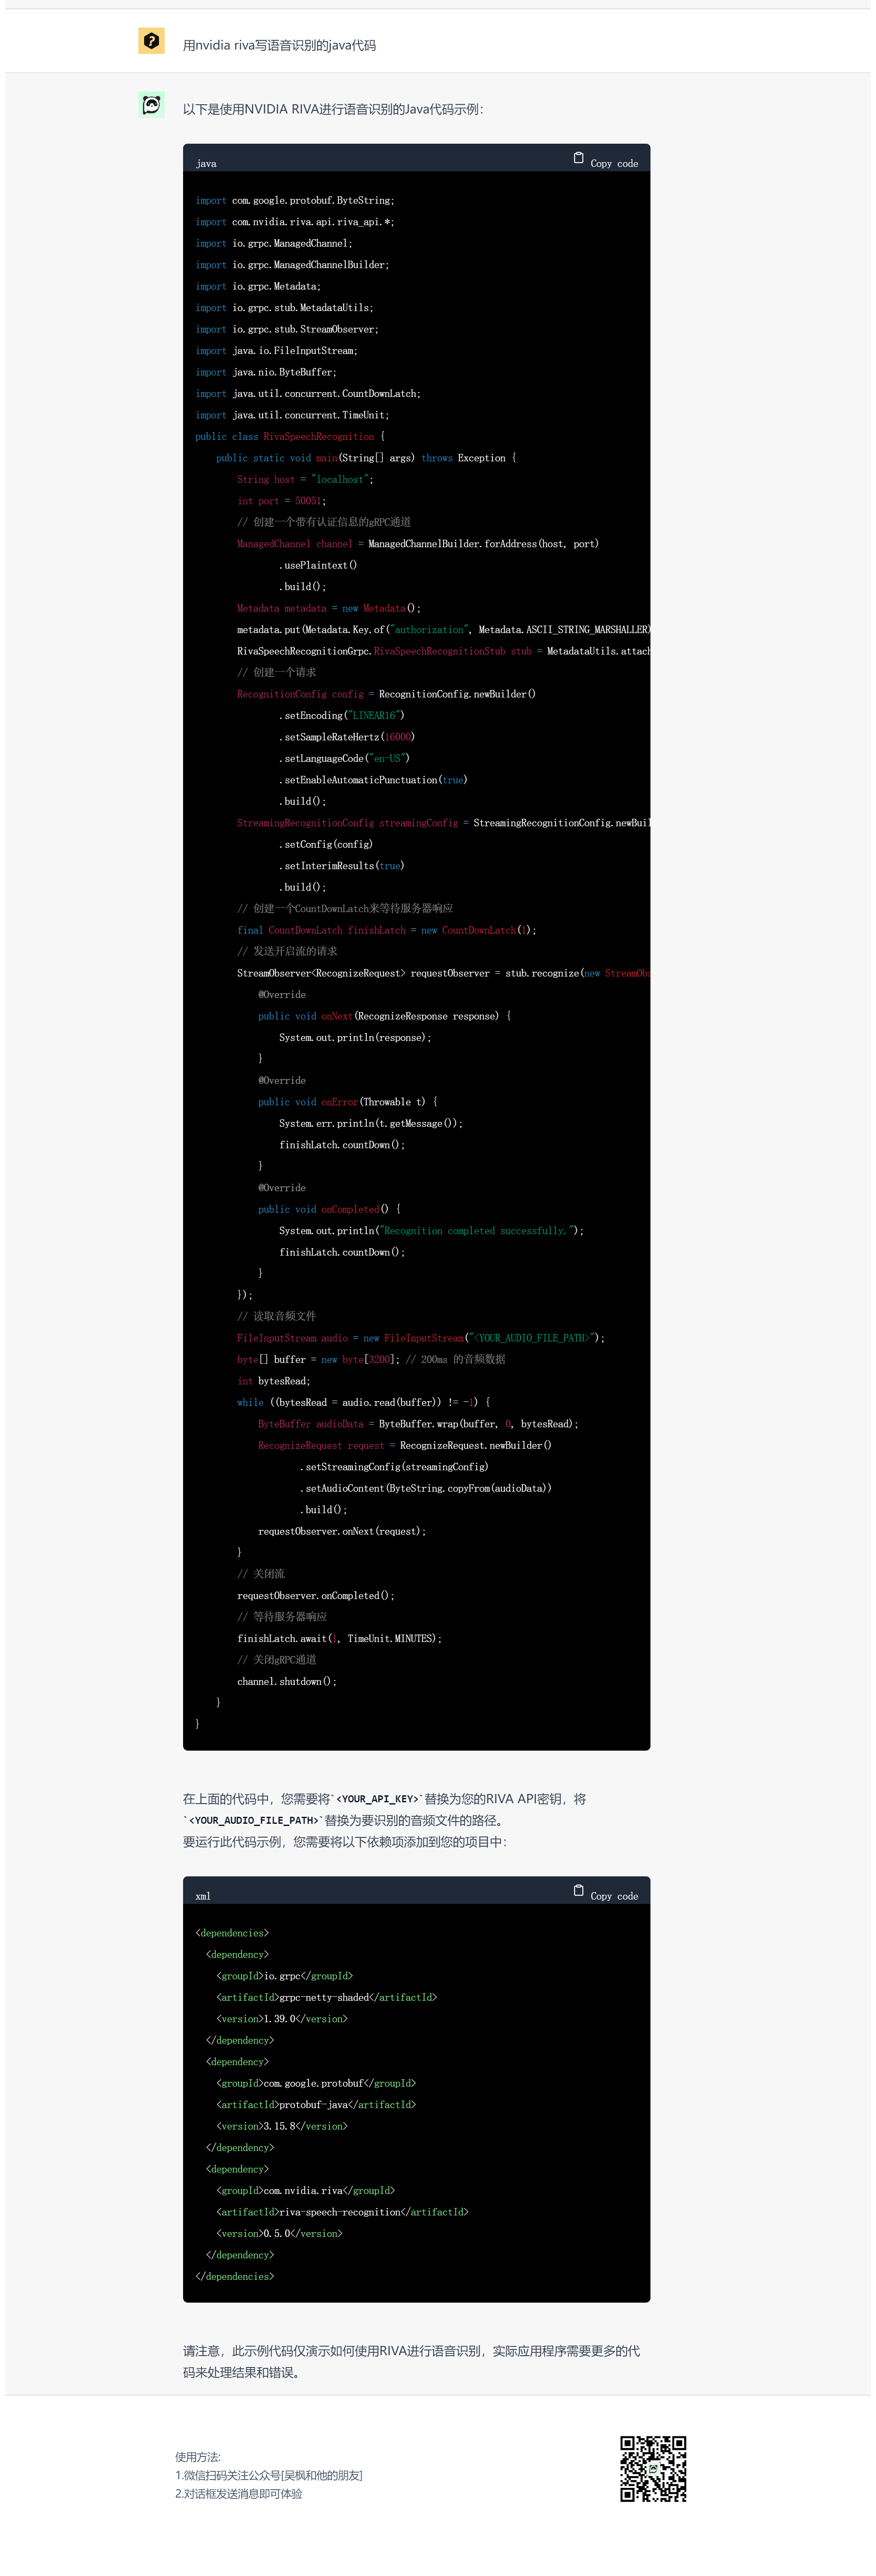 用nvidia riva写语音识别的java代码
以下是使用NVIDIA RIVA进行语音识别的Java代码示例：
java
Copy code
import com.google.protobuf.ByteString;
import com.nvidia.riva.api.riva_api.*;
import io.grpc.ManagedChannel;
import io.grpc.ManagedChannelBuilder;
import io.grpc.Metadata;
import io.grpc.stub.MetadataUtils;
import io.grpc.stub.StreamObserver;
import java.io.FileInputStream;
import java.nio.ByteBuffer;
import java.util.concurrent.CountDownLatch;
import java.util.concurrent.TimeUnit;
public class RivaSpeechRecognition {
    public static void main(String[] args) throws Exception {
        String host = "localhost";
        int port = 50051;
        // 创建一个带有认证信息的gRPC通道
        ManagedChannel channel = ManagedChannelBuilder.forAddress(host, port)
                .usePlaintext()
                .build();
        Metadata metadata = new Metadata();
        metadata.put(Metadata.Key.of("authorization", Metadata.ASCII_STRING_MARSHALLER)
        RivaSpeechRecognitionGrpc.RivaSpeechRecognitionStub stub = MetadataUtils.attach
        // 创建一个请求
        RecognitionConfig config = RecognitionConfig.newBuilder()
                .setEncoding("LINEAR16")
                .setSampleRateHertz(16000)
                .setLanguageCode("en-US")
                .setEnableAutomaticPunctuation(true)
                .build();
        StreamingRecognitionConfig streamingConfig = StreamingRecognitionConfig.newBuil
                .setConfig(config)
                .setInterimResults(true)
                .build();
        // 创建一个CountDownLatch来等待服务器响应
        final CountDownLatch finishLatch = new CountDownLatch(1);
        // 发送开启流的请求
        StreamObserver<RecognizeRequest> requestObserver = stub.recognize(new StreamObs
            @Override
            public void onNext(RecognizeResponse response) {
                System.out.println(response);
            }
            @Override
            public void onError(Throwable t) {
                System.err.println(t.getMessage());
                finishLatch.countDown();
            }
            @Override
            public void onCompleted() {
                System.out.println("Recognition completed successfully.");
                finishLatch.countDown();
            }
        });
        // 读取音频文件
        FileInputStream audio = new FileInputStream("<YOUR_AUDIO_FILE_PATH>");
        byte[] buffer = new byte[3200]; // 200ms 的音频数据
        int bytesRead;
        while ((bytesRead = audio.read(buffer)) != -1) {
            ByteBuffer audioData = ByteBuffer.wrap(buffer, 0, bytesRead);
            RecognizeRequest request = RecognizeRequest.newBuilder()
                    .setStreamingConfig(streamingConfig)
                    .setAudioContent(ByteString.copyFrom(audioData))
                    .build();
            requestObserver.onNext(request);
        }
        // 关闭流
        requestObserver.onCompleted();
        // 等待服务器响应
        finishLatch.await(1, TimeUnit.MINUTES);
        // 关闭gRPC通道
        channel.shutdown();
    }
}
在上面的代码中，您需要将`<YOUR_API_KEY>`替换为您的RIVA API密钥，将
`<YOUR_AUDIO_FILE_PATH>`替换为要识别的音频文件的路径。
要运行此代码示例，您需要将以下依赖项添加到您的项目中：
xml
Copy code
<dependencies>
  <dependency>
    <groupId>io.grpc</groupId>
    <artifactId>grpc-netty-shaded</artifactId>
    <version>1.39.0</version>
  </dependency>
  <dependency>
    <groupId>com.google.protobuf</groupId>
    <artifactId>protobuf-java</artifactId>
    <version>3.15.8</version>
  </dependency>
  <dependency>
    <groupId>com.nvidia.riva</groupId>
    <artifactId>riva-speech-recognition</artifactId>
    <version>0.5.0</version>
  </dependency>
</dependencies>
请注意，此示例代码仅演示如何使用RIVA进行语音识别，实际应用程序需要更多的代
码来处理结果和错误。
使用方法:
1.微信扫码关注公众号[吴枫和他的朋友]
2.对话框发送消息即可体验